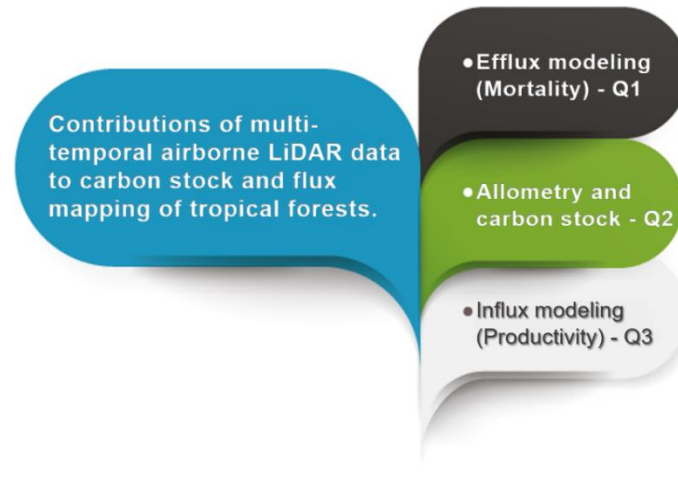 Contributions of multi-
temporal airborne LiDAR data
to carbon stock and flux
mapping of tropical forests.
•Efflux modeling
(Mortality) - Q1
•Allometry and
carbon stock - Q2
•Influx modeling
(Productivity) - Q3